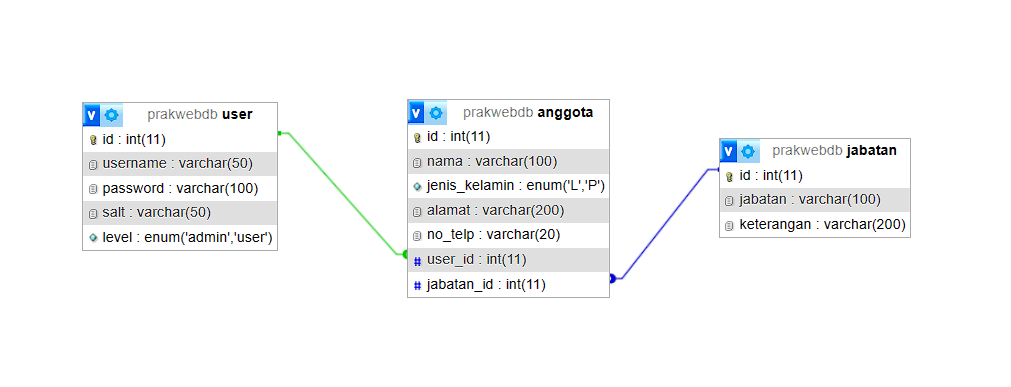 V prakwebdb user
id : int(11)
username : varchar(50)
password : varchar(100)
salt : varchar(50)
level : enum('admin','user')
V prakwebdb anggota
id : int(11)
nama : varchar(100)
jenis_kelamin : enum('L','P')
alamat : varchar(200)
no_telp : varchar(20)
# user_id : int(11)
# jabatan_id : int(11)
V prakwebdb jabatan
id : int(11)
jabatan : varchar(100)
keterangan : varchar(200)